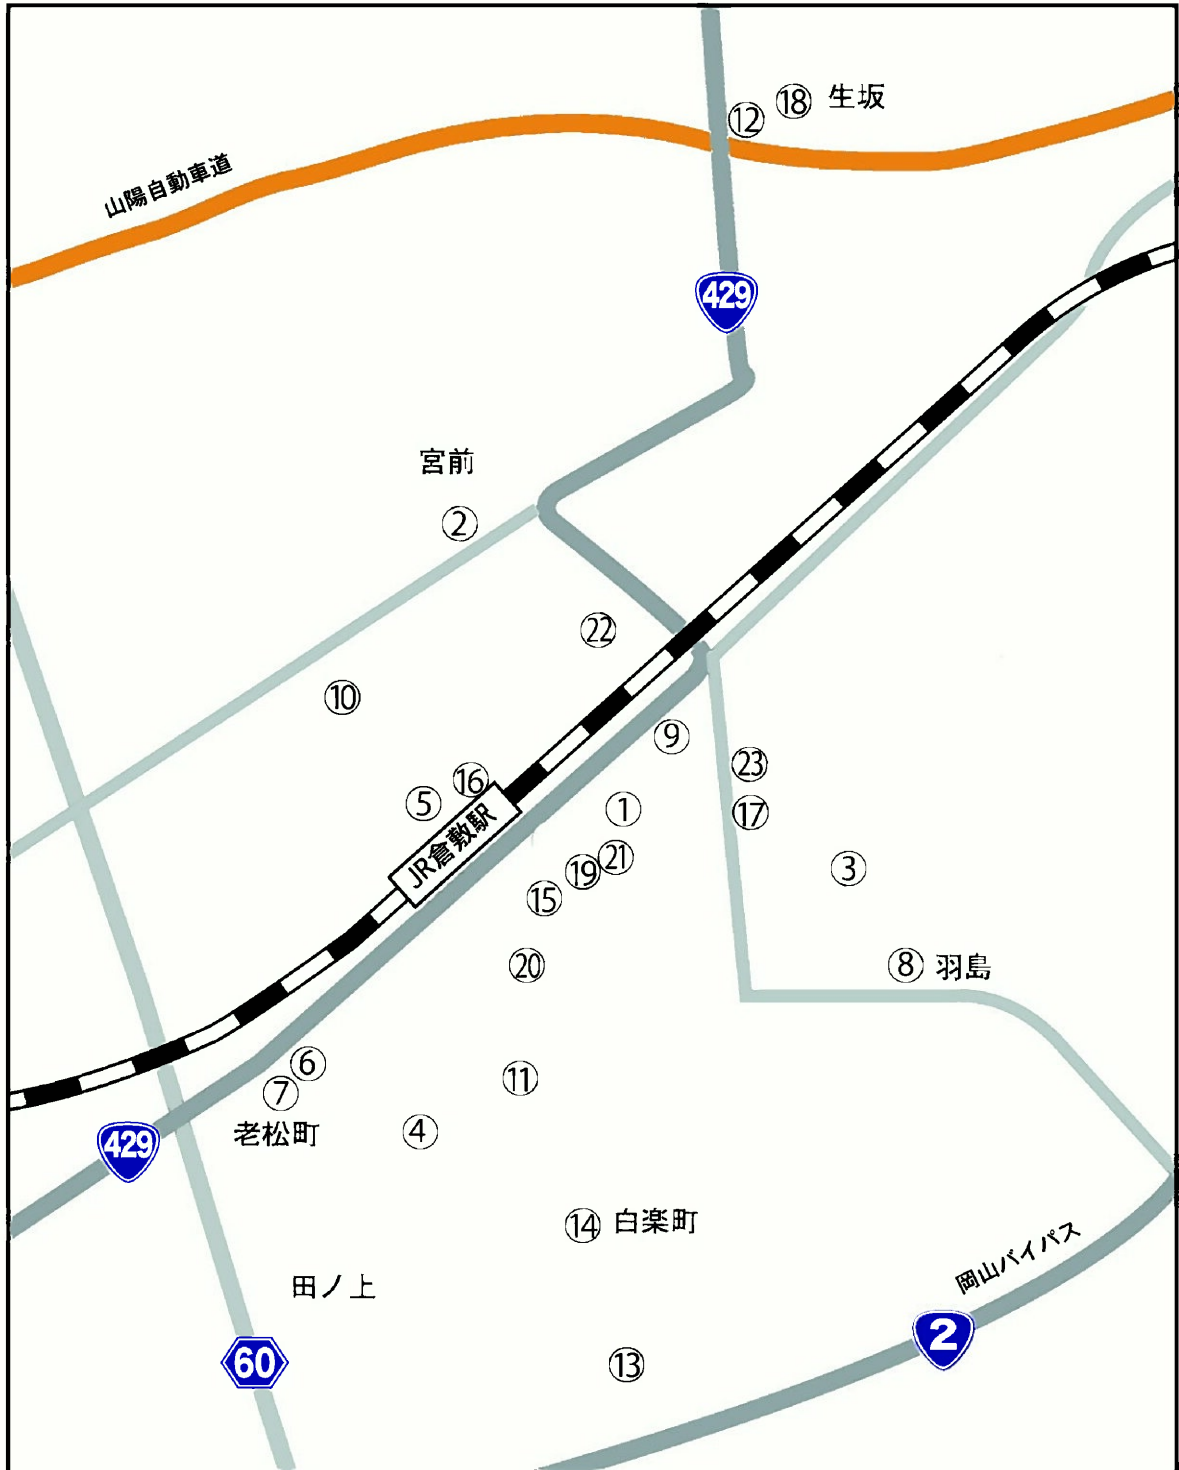 ⑱ 生坂
⑫
山陽自動車道
429
宮前
②
㉒
⑩
⑨
㉓
⑯
⑤
①
⑰
JR倉敷駅
㉑
③
⑲
⑮
⑳
⑧ 羽島
⑥
⑪
⑦
老松町
④
429
⑭ 白楽町
岡山バイパス
田ノ上
2
60
⑬